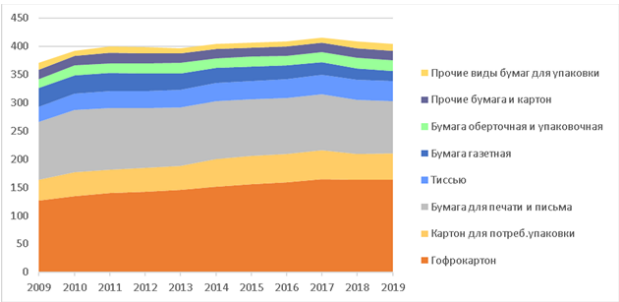 450
400
350
300
250
200
150
100
50
0
2009 2010 2011 2012 2013 2014 2015 2016 2017 2018 2019
Прочие виды бумаг для упаковки
Прочие бумага и картон
Бумага оберточная и упаковочная
Бумага газетная
Тиссью
Бумага для печати и письма
Картон для потреб.упаковки
Гофрокартон